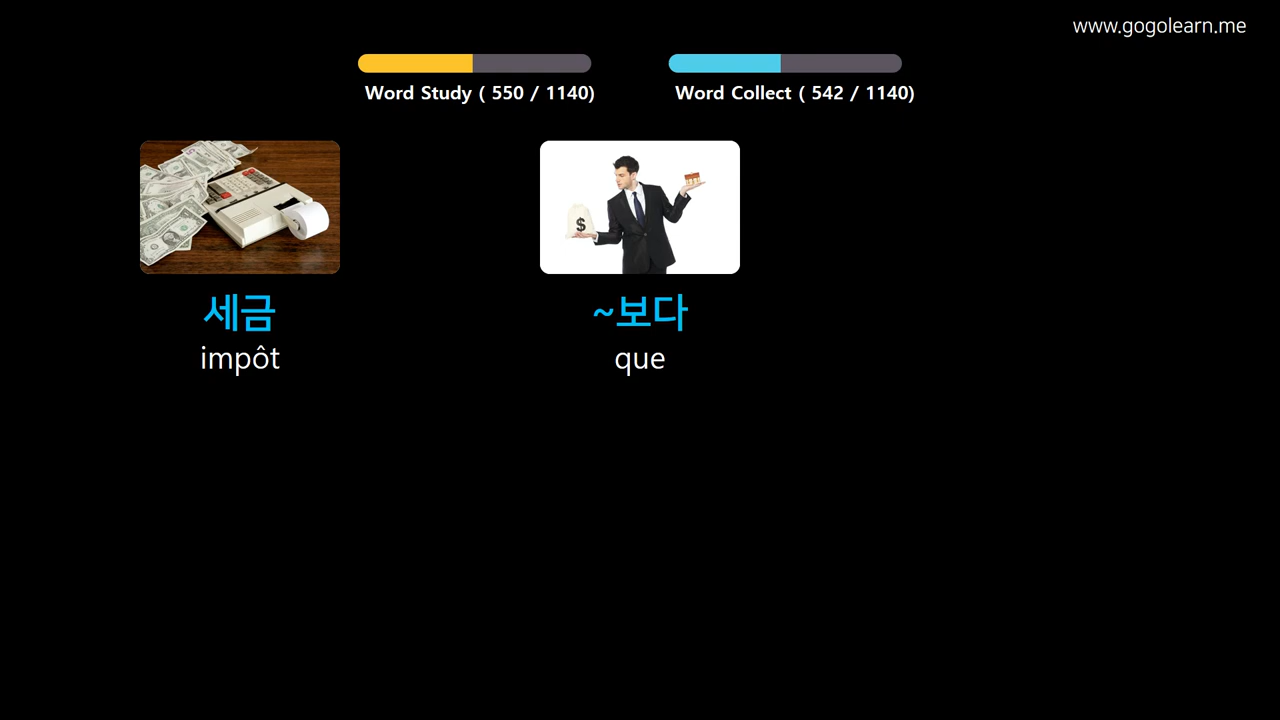 www.gogolearn.me
Word Study ( 550 / 1140)
Word Collect ( 542 / 1140)
세금
impôt
~보다
que
$